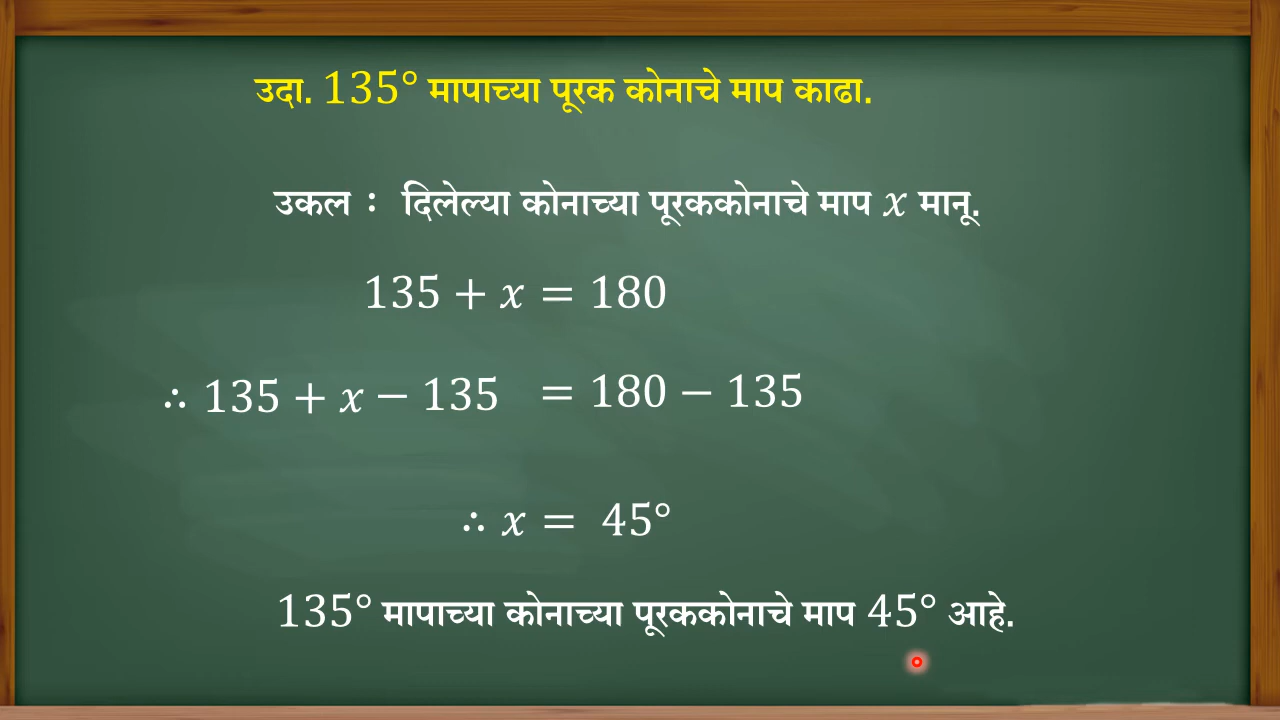 उदा. 135° मापाच्या पूरक कोनाचे माप काढा.
उकल : दिलेल्या कोनाच्या पूरककोनाचे माप x मानू.
135 + x = 180
∴ 135 + x − 135 = 180 − 135
∴ x = 45°
135° मापाच्या कोनाच्या पूरककोनाचे माप 45° आहे.